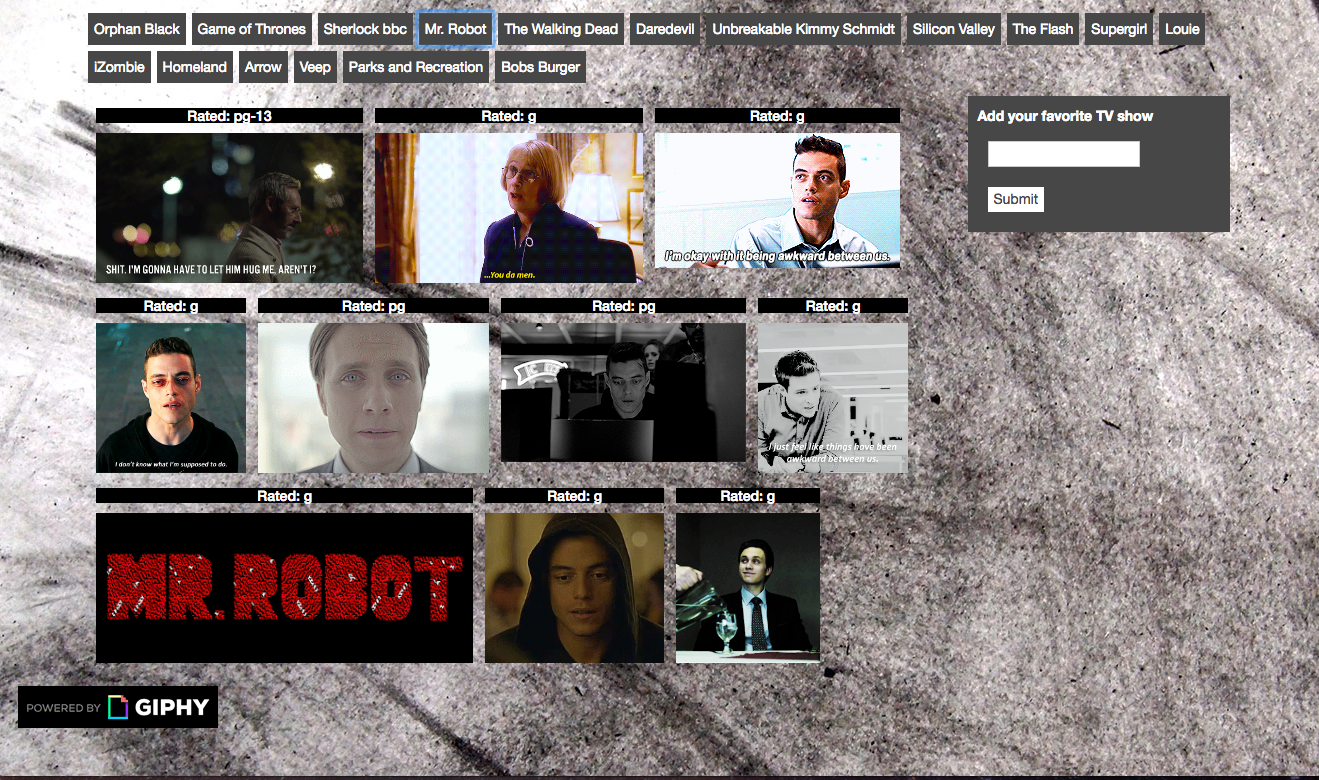 Orphan Black Game of Thrones Sherlock bbc Mr. Robot The Walking Dead Daredevil Unbreakable Kimmy Schmidt Silicon Valley The Flash Supergirl Louie
iZombie Homeland Arrow Veep Parks and Recreation Bobs Burger
Rated: pg-13 Rated: g Rated: g
SHIT. I'M GONNA HAVE TO LET HIM HUG ME, AREN'T I?
...You da men.
I'm okay with it being awkward between us.
Add your favorite TV show
Submit
Rated: g Rated: pg Rated: pg Rated: g
I don't know what I'm supposed to do.
I just feel like things have been
awkward between us.
Rated: g Rated: g Rated: g
MR. ROBOT
POWERED BY GIPHY